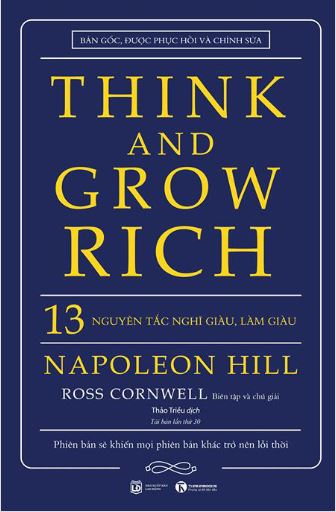 BẢN GỐC, ĐƯỢC PHỤC HỒI VÀ CHỈNH SỬA
THINK
AND
GROW
RICH
13 NGUYÊN TẮC NGHĨ GIÀU, LÀM GIÀU
NAPOLEON HILL
ROSS CORNWELL Biên tập và chú giải
Thảo Triều dịch
Tái bản lần thứ 30
Phiên bản sẽ khiến mọi phiên bản khác trở nên lỗi thời